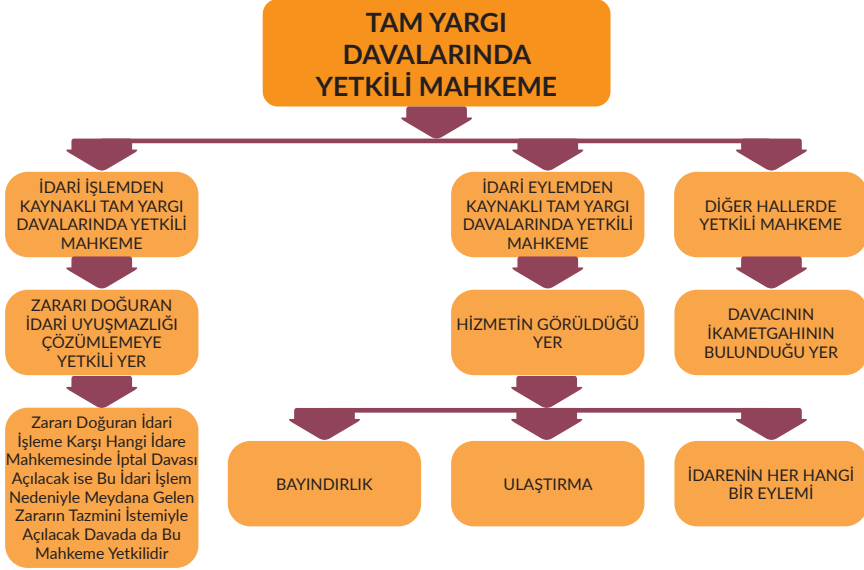 TAM YARGI
DAVALARINDA
YETKİLİ MAHKEME
İDARİ İŞLEMDEN
KAYNAKLI TAM YARGI
DAVALARINDA YETKİLİ
MAHKEME
İDARİ EYLEMDEN
KAYNAKLI TAM YARGI
DAVALARINDA YETKİLİ
MAHKEME
DİĞER HALLERDE
YETKİLİ MAHKEME
ZARARI DOĞURAN
İDARİ UYUŞMAZLIĞI
ÇÖZÜMLEMEYE
YETKİLİ YER
HİZMETİN GÖRÜLDÜĞÜ
YER
DAVACININ
İKAMETGAHININ
BULUNDUĞU YER
Zararı Doğuran İdari
İşleme Karşı Hangi İdare
Mahkemesinde İptal Davası
Açılacak ise Bu İdari İşlem
Nedeniyle Meydana Gelen
Zararın Tazmini İstemiyle
Açılacak Davada da Bu
Mahkeme Yetkilidir
BAYINDIRLIK
ULAŞTIRMA
İDARENİN HER HANGİ
BİR EYLEMİ